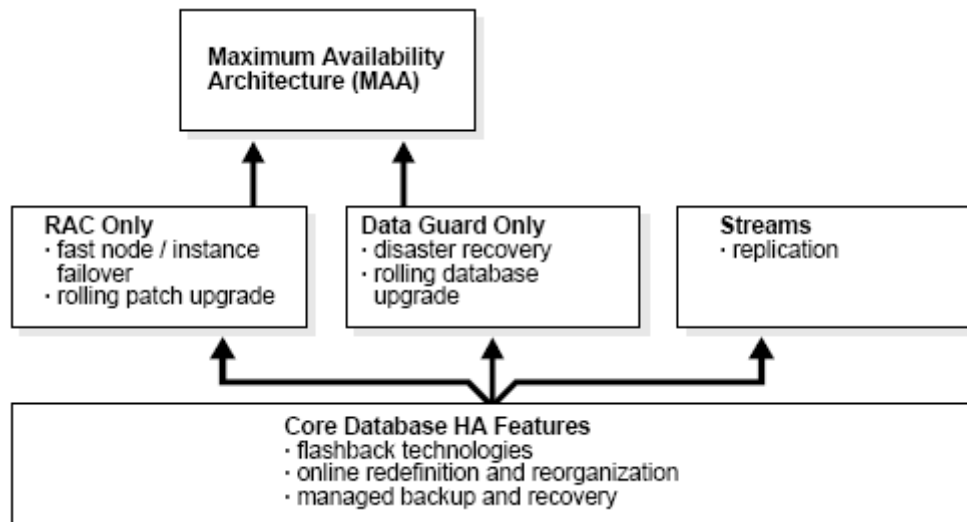 Maximum Availability
Architecture (MAA)
RAC Only
· fast node / instance
failover
· rolling patch upgrade
Data Guard Only
· disaster recovery
· rolling database
upgrade
Streams
· replication
Core Database HA Features
· flashback technologies
· online redefinition and reorganization
· managed backup and recovery